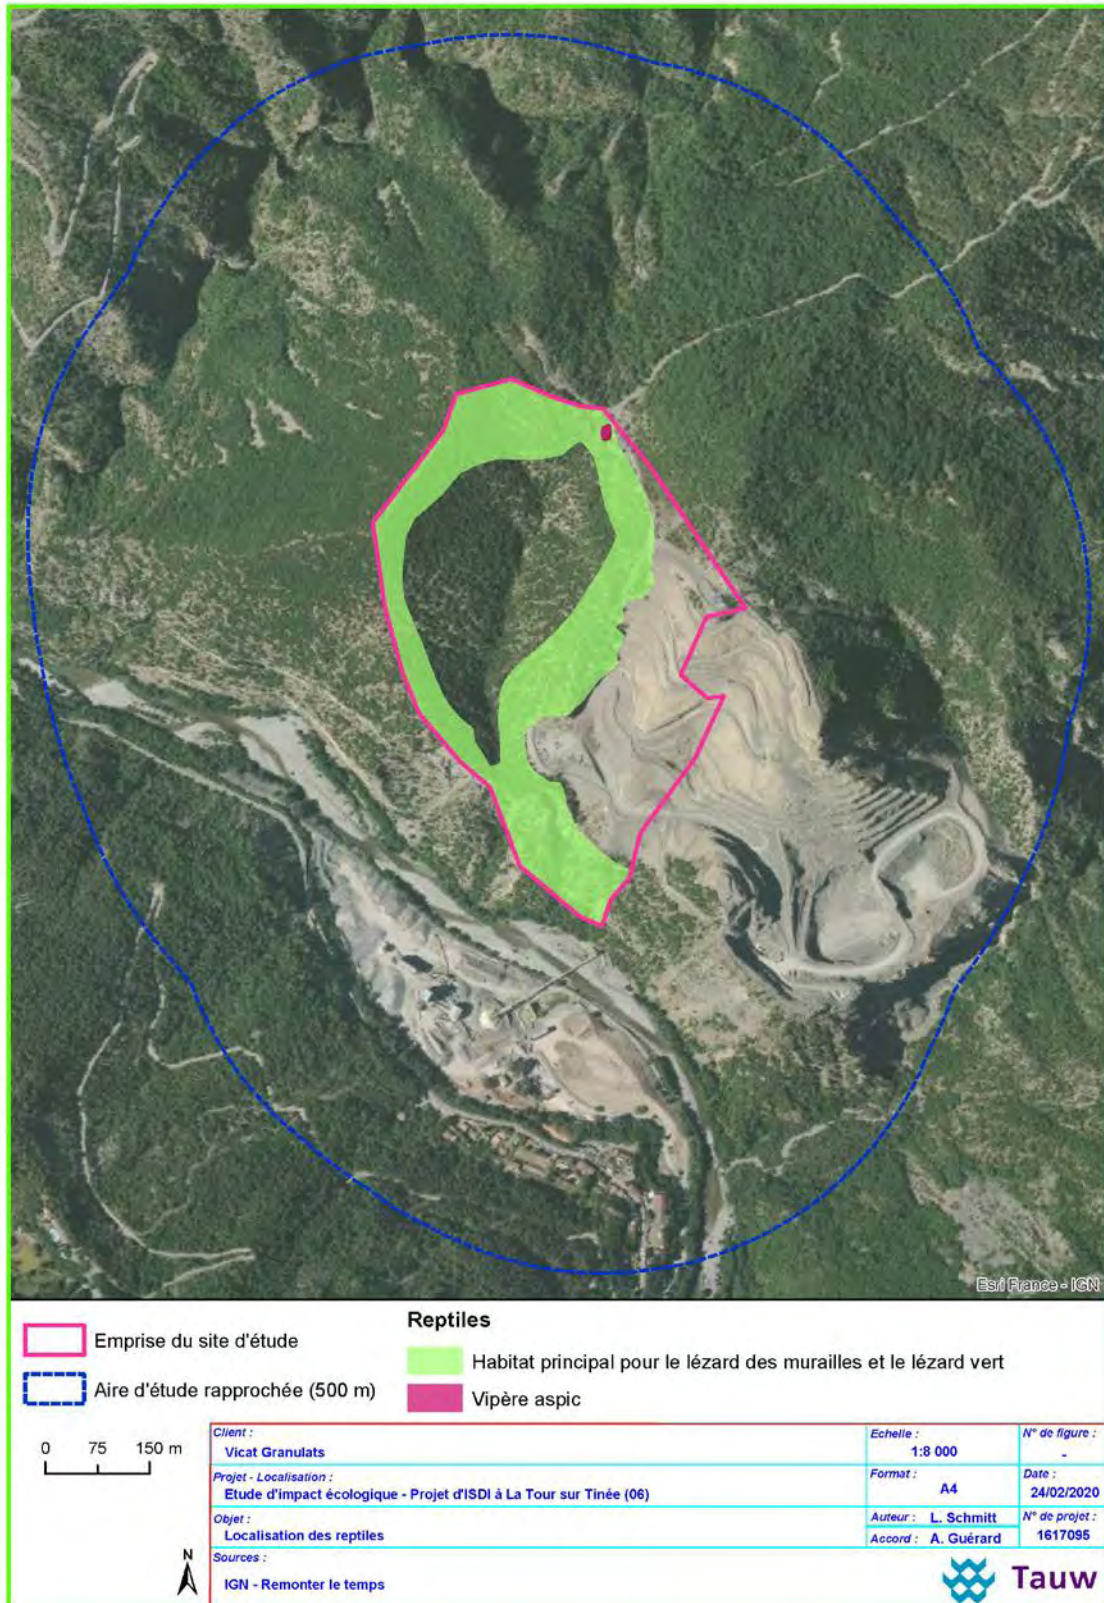 Esri France - IGN
Emprise du site d'étude
Aire d'étude rapprochée (500 m)
Reptiles
Habitat principal pour le lézard des murailles et le lézard vert
Vipère aspic
0 75 150 m
N
Client :
Vicat Granulats
Echelle :
1:8 000
N° de figure :
-
Projet - Localisation :
Etude d'impact écologique - Projet d'ISDI à La Tour sur Tinée (06)
Format :
A4
Date :
24/02/2020
Objet :
Localisation des reptiles
Auteur : L. Schmitt
Accord : A. Guérard
N° de projet :
1617095
Sources :
IGN - Remonter le temps
Tauw